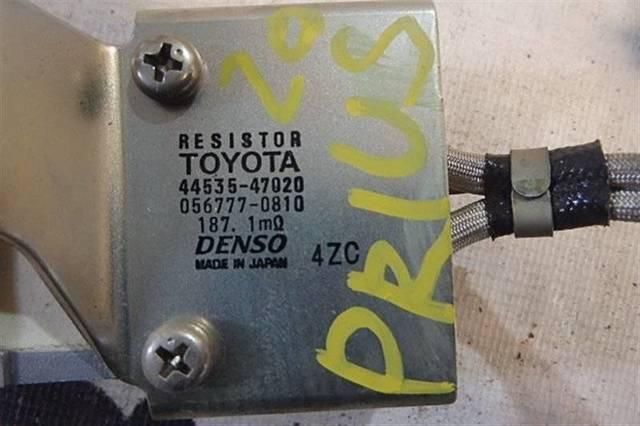 RESISTOR
TOYOTA
44535-47020
056777-0810
187. 1mΩ
DENSO
MADE IN JAPAN
4ZC
20
PRIUS